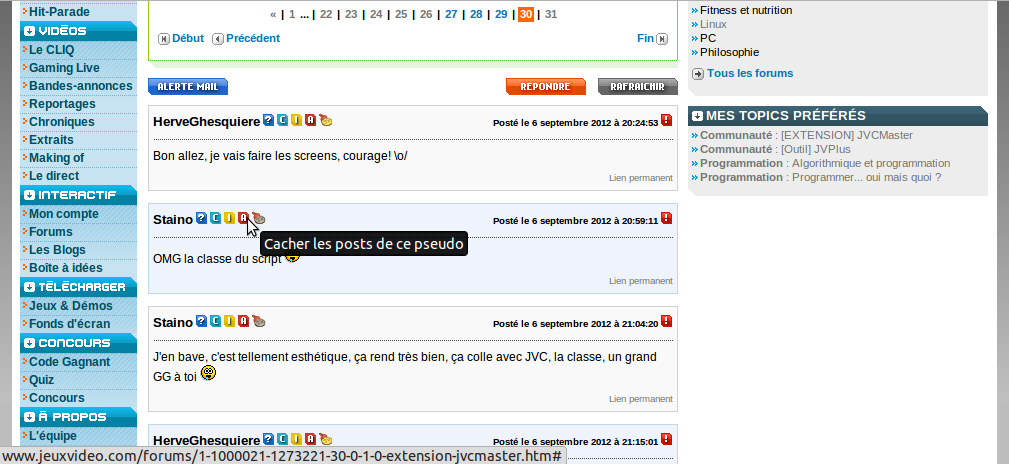 Hit-Parade
VIDÉOS
Le CLIQ
Gaming Live
Bandes-annonces
Reportages
Chroniques
Extraits
Making of
Le direct
INTERACTIF
Mon compte
Forums
Les Blogs
Boîte à idées
TÉLÉCHARGER
Jeux & Démos
Fonds d'écran
CONCOURS
Code Gagnant
Quiz
Concours
À PROPOS
L'équipe
« | 1 ... | 22 | 23 | 24 | 25 | 26 | 27 | 28 | 29 | 30 | 31
Début Précédent Fin
ALERTE MAIL REPONDRE RAFRAICHIR
HerveGhesquiere ? C J A Posté le 6 septembre 2012 à 20:24:53 !
Bon allez, je vais faire les screens, courage! \o/
Lien permanent
Staino ? C J A Posté le 6 septembre 2012 à 20:59:11 !
Cacher les posts de ce pseudo
OMG la classe du script
Lien permanent
Staino ? C J A Posté le 6 septembre 2012 à 21:04:20 !
J'en bave, c'est tellement esthétique, ça rend très bien, ça colle avec JVC, la classe, un grand
GG à toi
Lien permanent
HerveGhesquiere ? C J A Posté le 6 septembre 2012 à 21:15:01 !
Fitness et nutrition
Linux
PC
Philosophie
Tous les forums
MES TOPICS PRÉFÉRÉS
Communauté : [EXTENSION] JVCMaster
Communauté : [Outil] JVPlus
Programmation : Algorithmique et programmation
Programmation : Programmer... oui mais quoi ?
www.jeuxvideo.com/forums/1-1000021-1273221-30-0-1-0-extension-jvcmaster.htm#